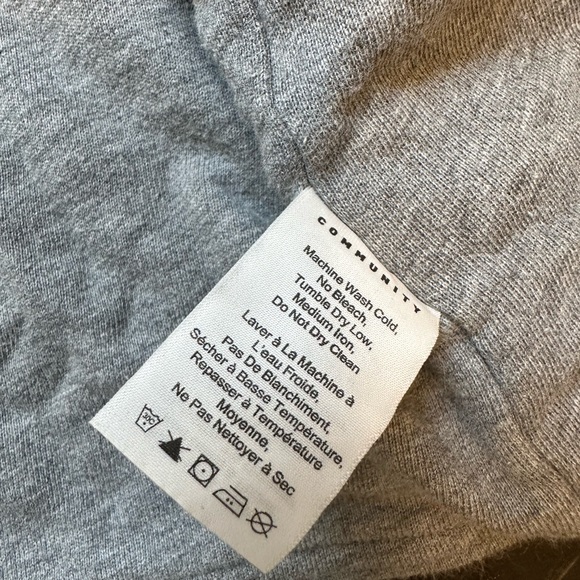 COMMUNITY
Machine Wash Cold,
No Bleach,
Tumble Dry Low,
Medium Iron,
Do Not Dry Clean
Laver à La Machine à
L'eau Froide,
Pas De Blanchiment,
Sécher à Basse Température,
Repasser à Température
Moyenne,
Ne Pas Nettoyer à Sec
30C